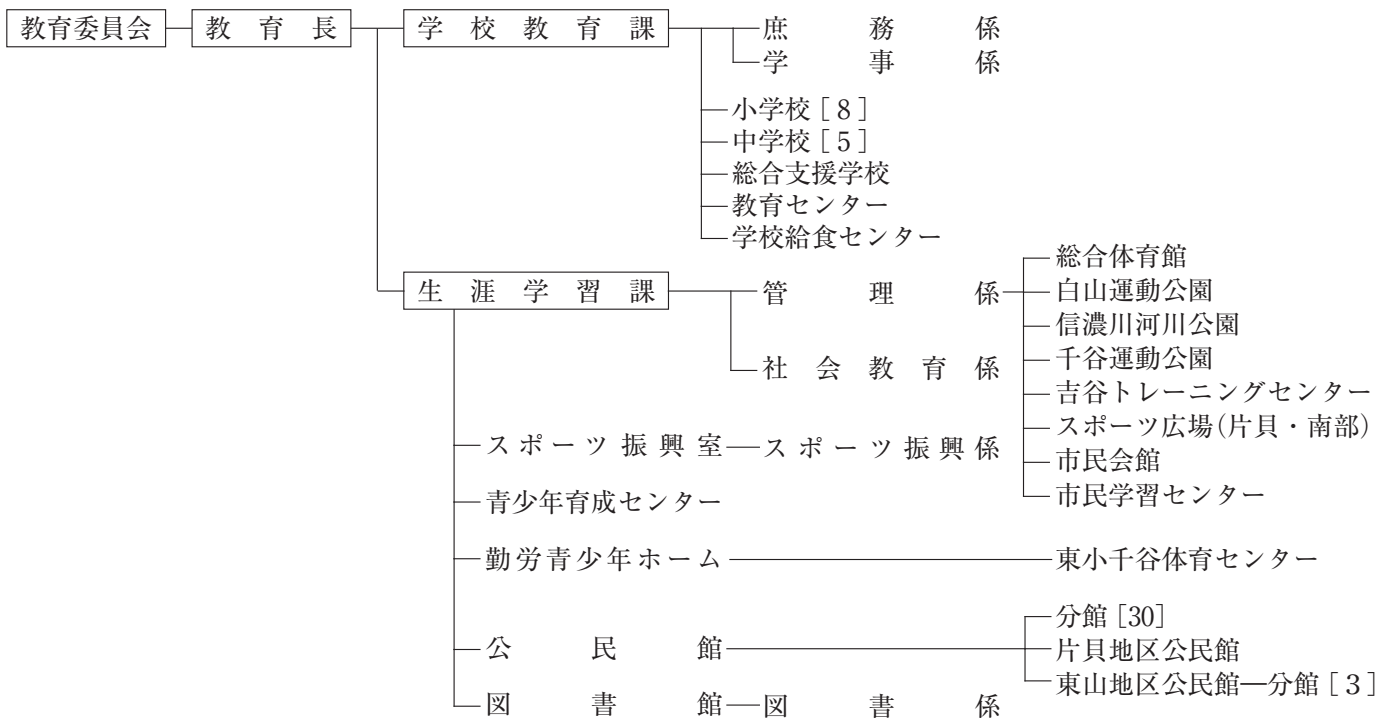 教育委員会 教育長 学校教育課 庶務係
学事係
小学校［8］
中学校［5］
総合支援学校
教育センター
学校給食センター
生涯学習課 管理係
総合体育館
白山運動公園
信濃川河川公園
千谷運動公園
吉谷トレーニングセンター
スポーツ広場(片貝・南部)
市民会館
市民学習センター
社会教育係
スポーツ振興室 スポーツ振興係
青少年育成センター
勤労青少年ホーム 東小千谷体育センター
公民館
分館［30］
片貝地区公民館
東山地区公民館―分館［3］
図書館 図書係